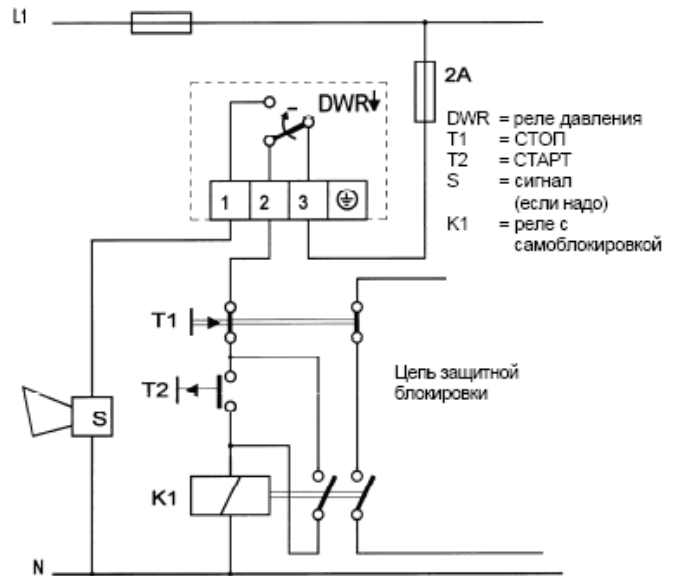 L1
2A
DWR
DWR = реле давления
T1 = СТОП
T2 = СТАРТ
S = сигнал
(если надо)
K1 = реле с
самоблокировкой
1 2 3
T1
Цепь защитной
блокировки
T2
S
K1
N